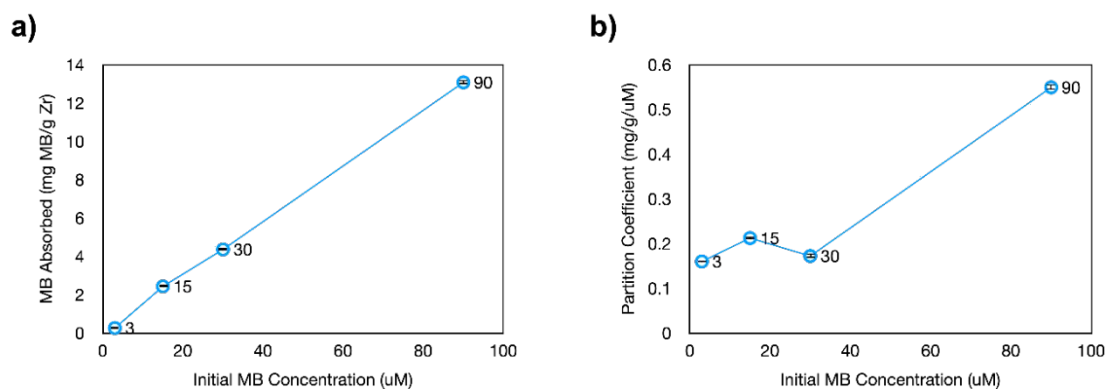 a)
14
12
10
8
6
4
2
0
MB Absorbed (mg MB/g Zr)
3
15
30
90
0 20 40 60 80 100
Initial MB Concentration (uM)
b)
0.6
0.5
0.4
0.3
0.2
0.1
0
Partition Coefficient (mg/g/uM)
3
15
30
90
0 20 40 60 80 100
Initial MB Concentration (uM)